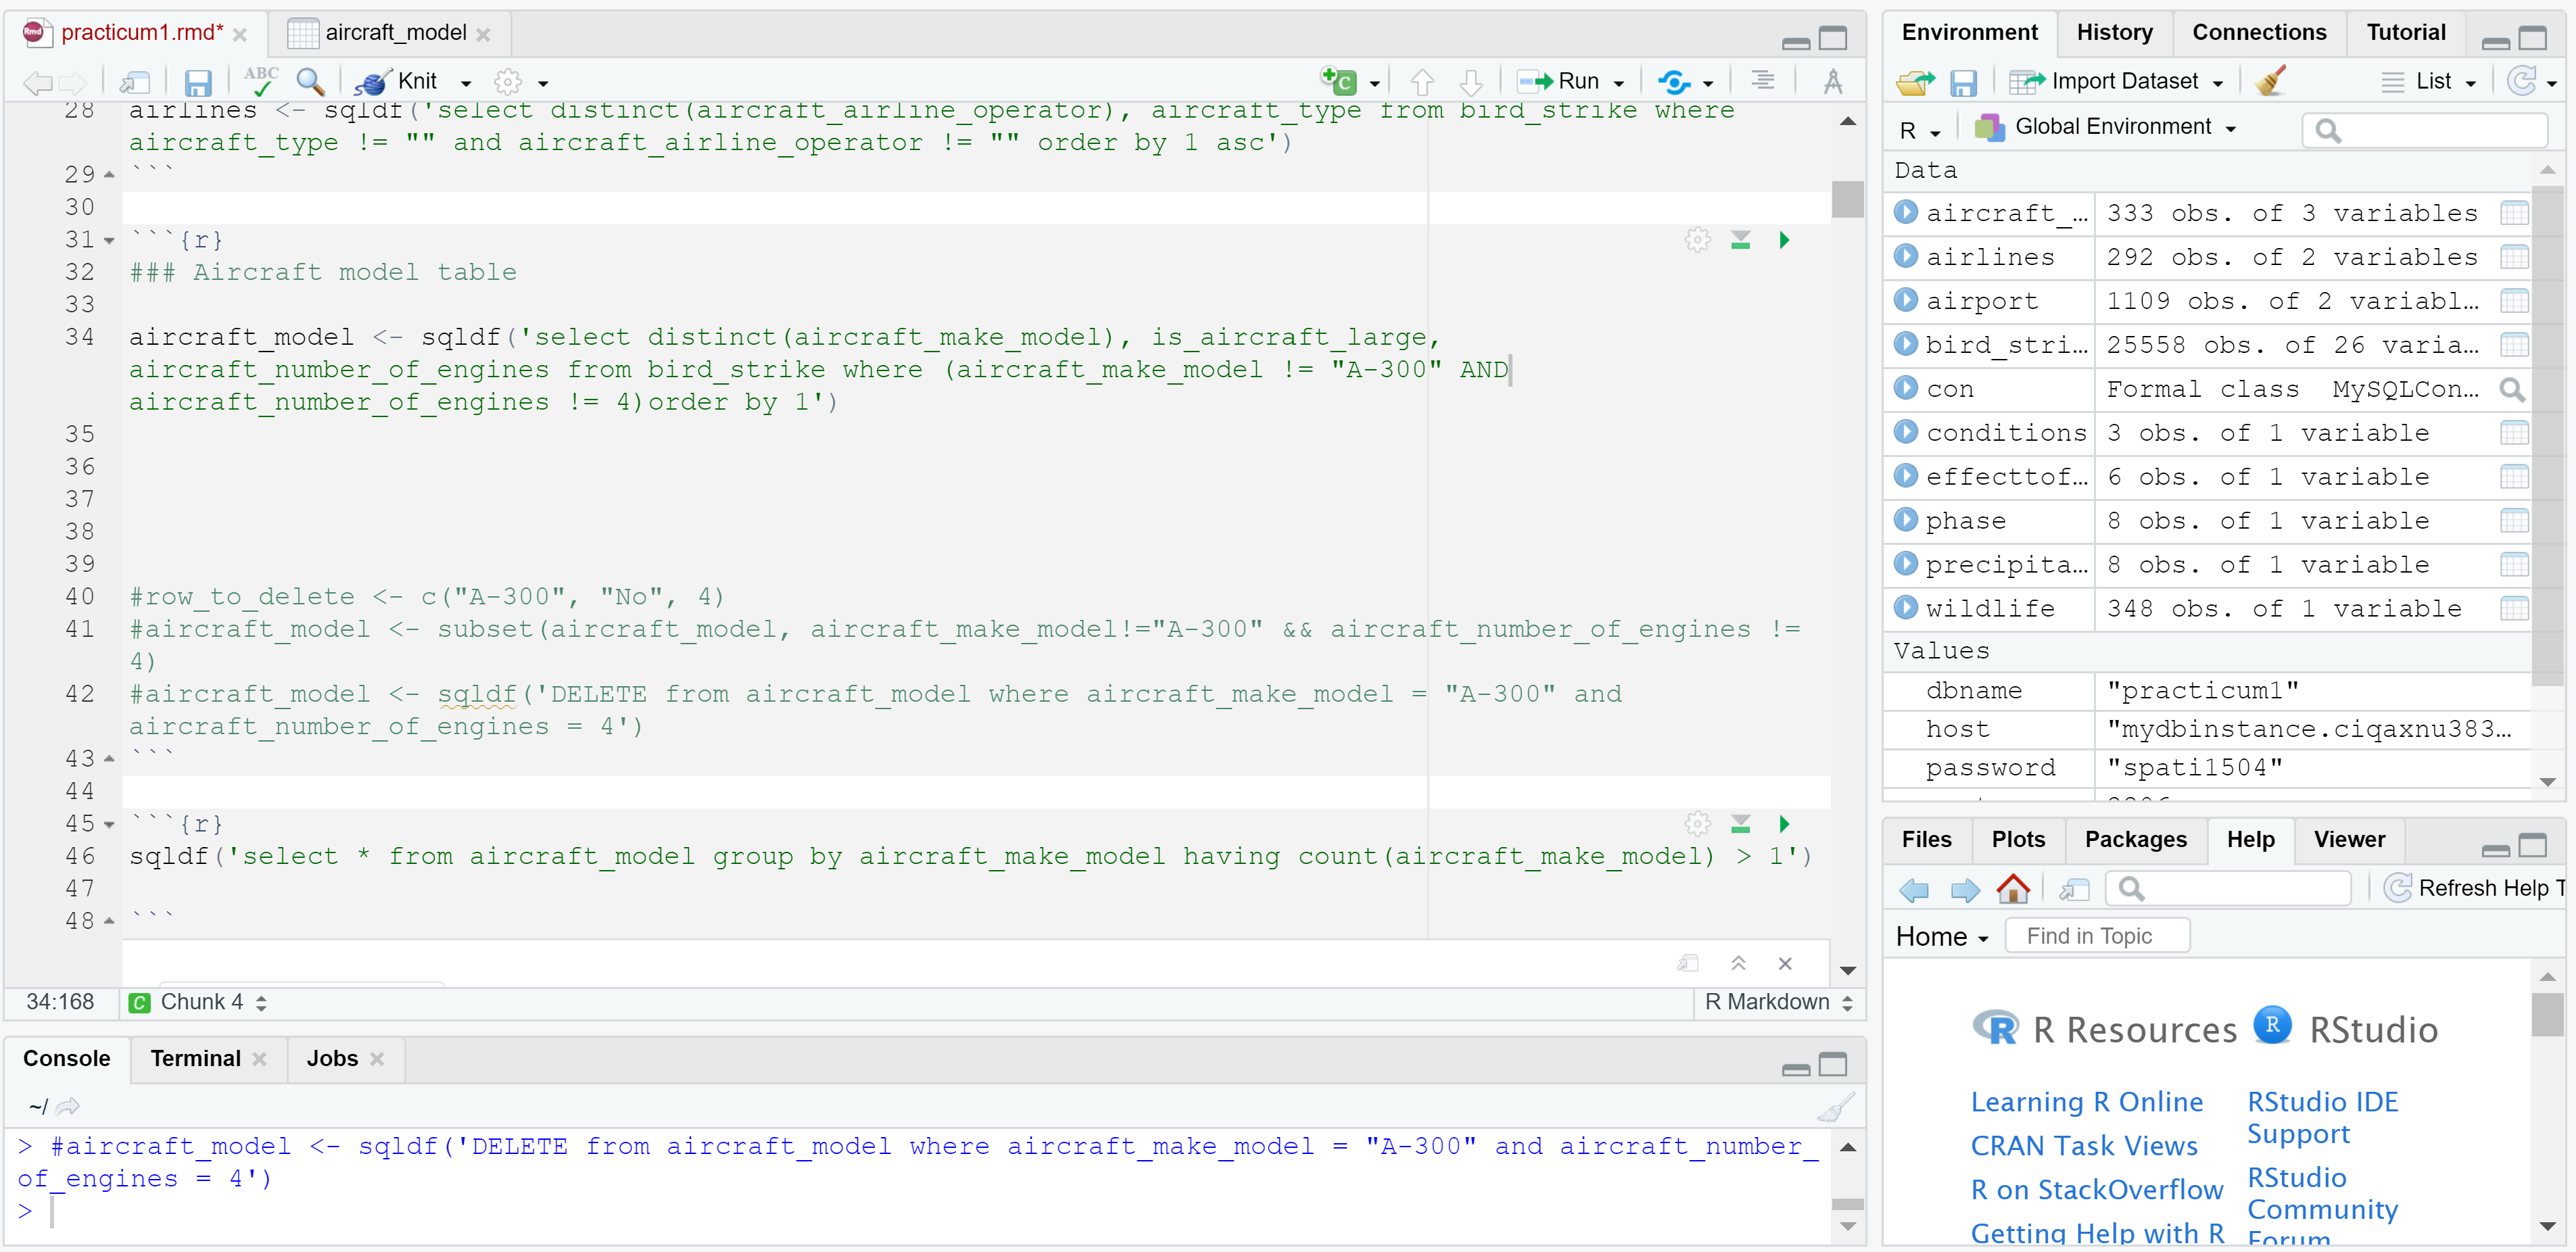 practicum1.rmd*
aircraft_model
ABC
Knit
Run
28 airlines <- sqldf('select distinct(aircraft_airline_operator), aircraft_type from bird_strike where
aircraft_type != "" and aircraft_airline_operator != "" order by 1 asc')
29 ```
30
31 ```{r}
32 ### Aircraft model table
33
34 aircraft_model <- sqldf('select distinct(aircraft_make_model), is_aircraft_large,
aircraft_number_of_engines from bird_strike where (aircraft_make_model != "A-300" AND
aircraft_number_of_engines != 4)order by 1')
35
36
37
38
39
40 #row_to_delete <- c("A-300", "No", 4)
41 #aircraft_model <- subset(aircraft_model, aircraft_make_model!="A-300" && aircraft_number_of_engines !=
4)
42 #aircraft_model <- sqldf('DELETE from aircraft_model where aircraft_make_model = "A-300" and
aircraft_number_of_engines = 4')
43 ```
44
45 ```{r}
46 sqldf('select * from aircraft_model group by aircraft_make_model having count(aircraft_make_model) > 1')
47
48 ```
34:168 C Chunk 4 R Markdown
Console Terminal Jobs
~/
> #aircraft_model <- sqldf('DELETE from aircraft_model where aircraft_make_model = "A-300" and aircraft_number_
of_engines = 4')
>
Environment History Connections Tutorial
Import Dataset List
R Global Environment
Data
aircraft_… 333 obs. of 3 variables
airlines 292 obs. of 2 variables
airport 1109 obs. of 2 variabl…
bird_stri… 25558 obs. of 26 varia…
con Formal class MySQLCon…
conditions 3 obs. of 1 variable
effecttof… 6 obs. of 1 variable
phase 8 obs. of 1 variable
precipita… 8 obs. of 1 variable
wildlife 348 obs. of 1 variable
Values
dbname "practicum1"
host "mydbinstance.ciqaxnu383…
password "spati1504"
Files Plots Packages Help Viewer
Refresh Help T
Home Find in Topic
R Resources
R RStudio
Learning R Online
CRAN Task Views
R on StackOverflow
Getting Help with R
RStudio IDE
Support
RStudio
Community
Forum